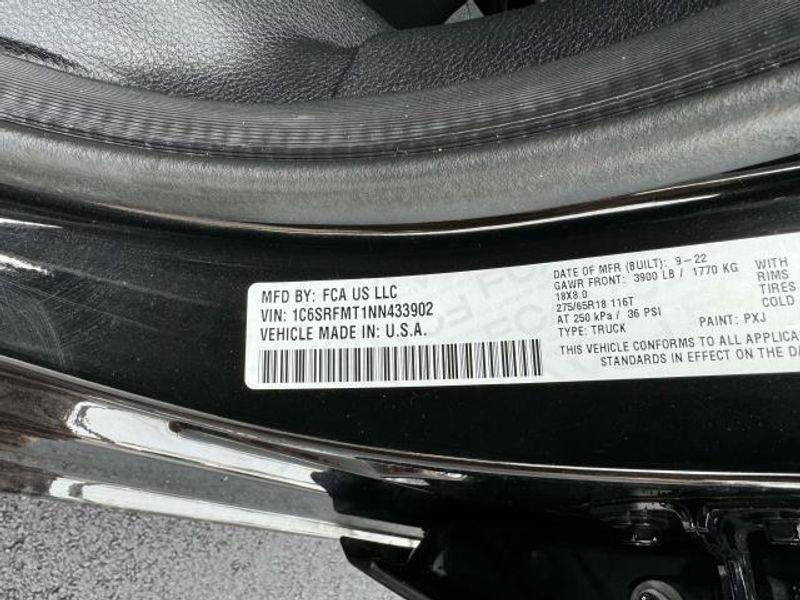 MFD BY: FCA US LLC
VIN: 1C6SRFMT1NN433902
VEHICLE MADE IN U.S.A.
DATE OF MFR (BUILT): 9-22
GAWR FRONT: 3900 LB / 1770 KG WITH
18X8.0 RIMS
275/65R18 116T TIRES
AT 250 kPa / 36 PSI COLD
TYPE: TRUCK PAINT: PXJ
THIS VEHICLE CONFORMS TO ALL APPLICA
STANDARDS IN EFFECT ON THE DA